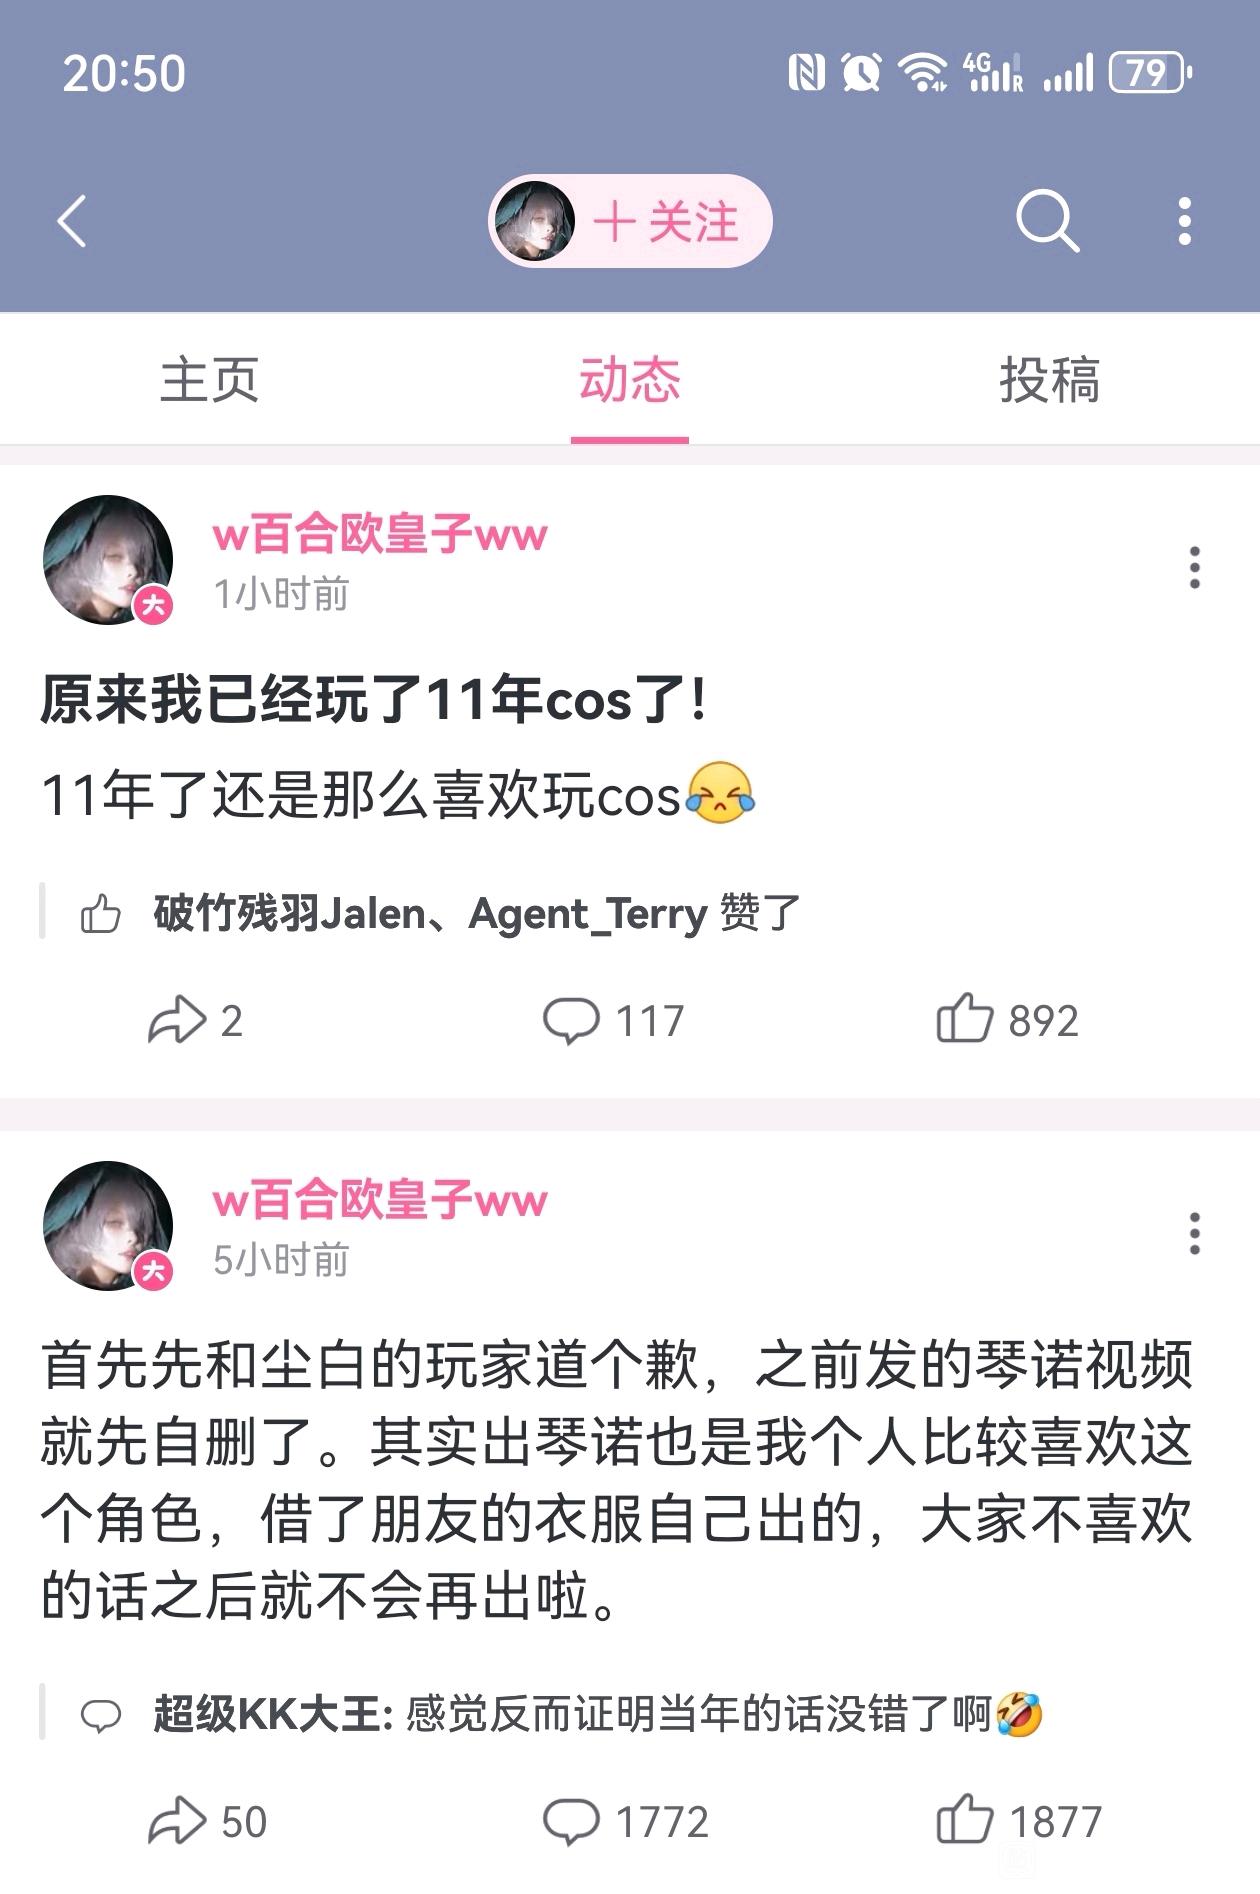 20:50
4G
R
79
关注
主页
动态
投稿
w百合欧皇子ww
1小时前
大
原来我已经玩了11年cos了！
11年了还是那么喜欢玩cos
破竹残羽Jalen、Agent_Terry 赞了
2
117
892
w百合欧皇子ww
5小时前
大
首先先和尘白的玩家道个歉，之前发的琴诺视频
就先自删了。其实出琴诺也是我个人比较喜欢这
个角色，借了朋友的衣服自己出的，大家不喜欢
的话之后就不会再出啦。
超级KK大王: 感觉反而证明当年的话没错了啊🤣
50
1772
1877